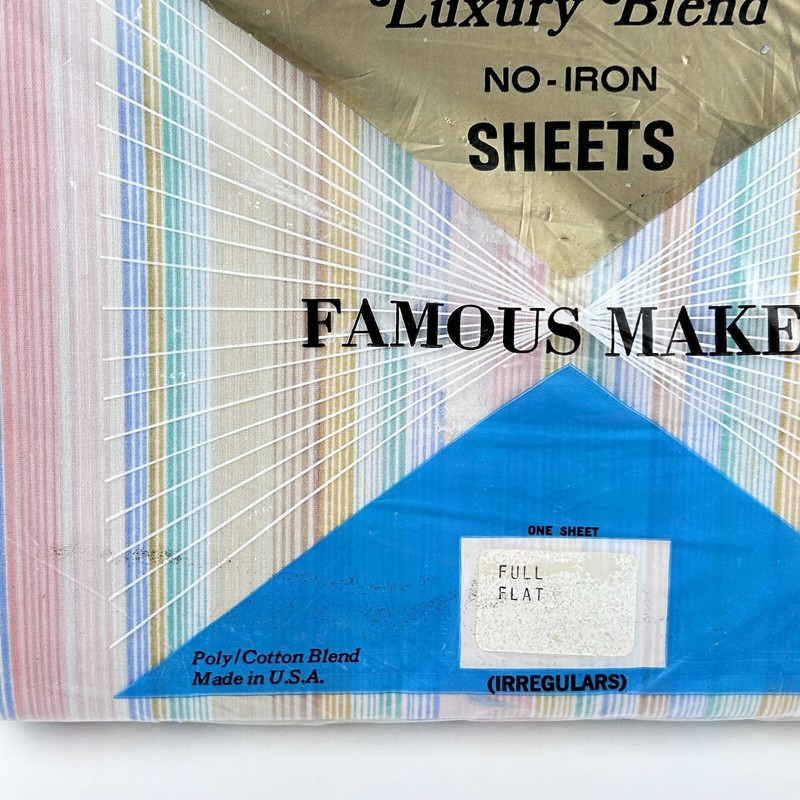 Luxury Blend
NO-IRON
SHEETS
FAMOUS MAKE
ONE SHEET
FULL
FLAT
Poly/Cotton Blend
Made in U.S.A.
(IRREGULARS)